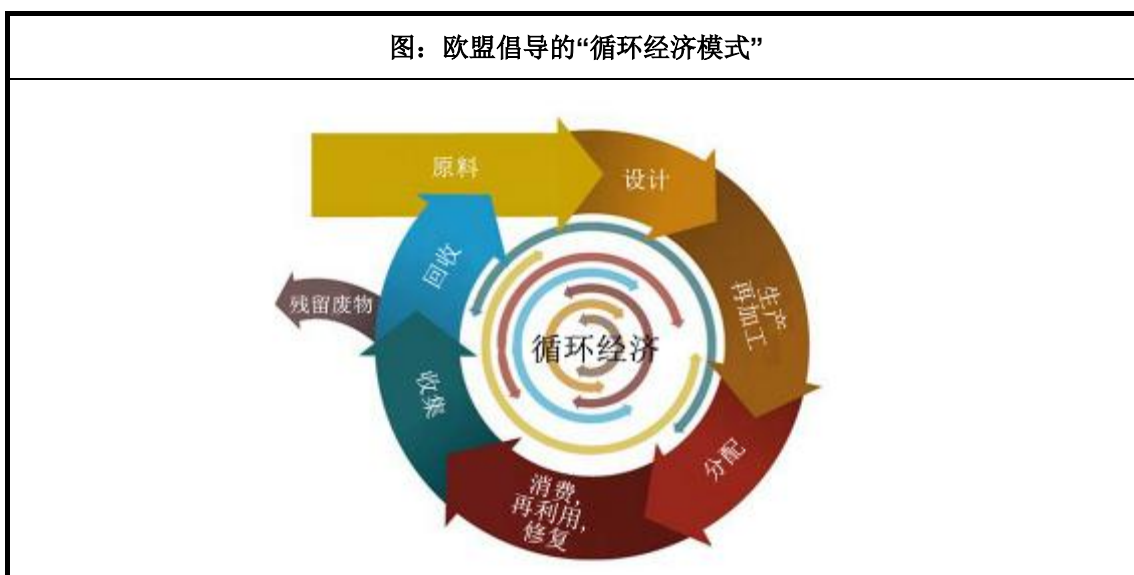 图：欧盟倡导的“循环经济模式”
原料
设计
生产
再加工
分配
消费,
再利用,
修复
收集
回收
残留废物
循环经济